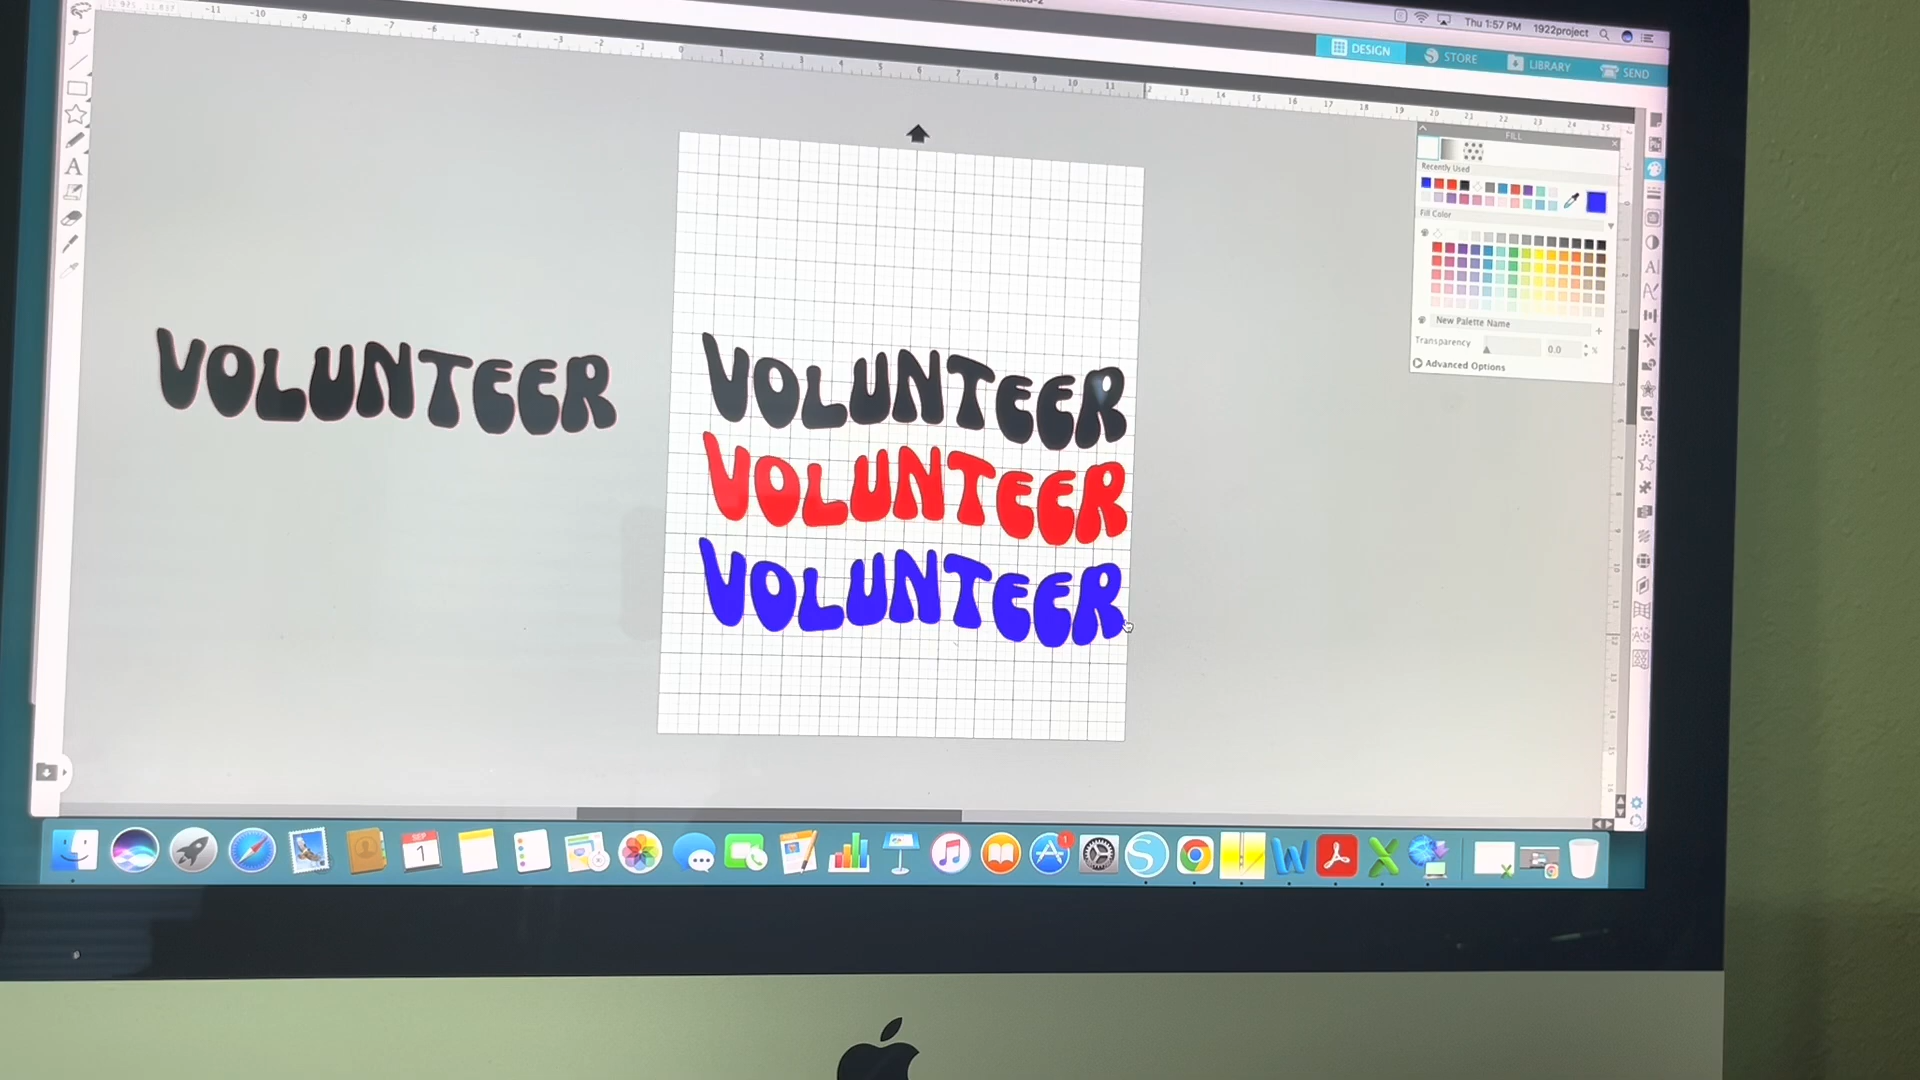 Thu 1:57 PM 1922project
DESIGN STORE LIBRARY SEND
FILL
Recently Used
Fill Color
New Palette Name
Transparency 0.0 %
Advanced Options
VOLUNTEER
VOLUNTEER
VOLUNTEER
VOLUNTEER